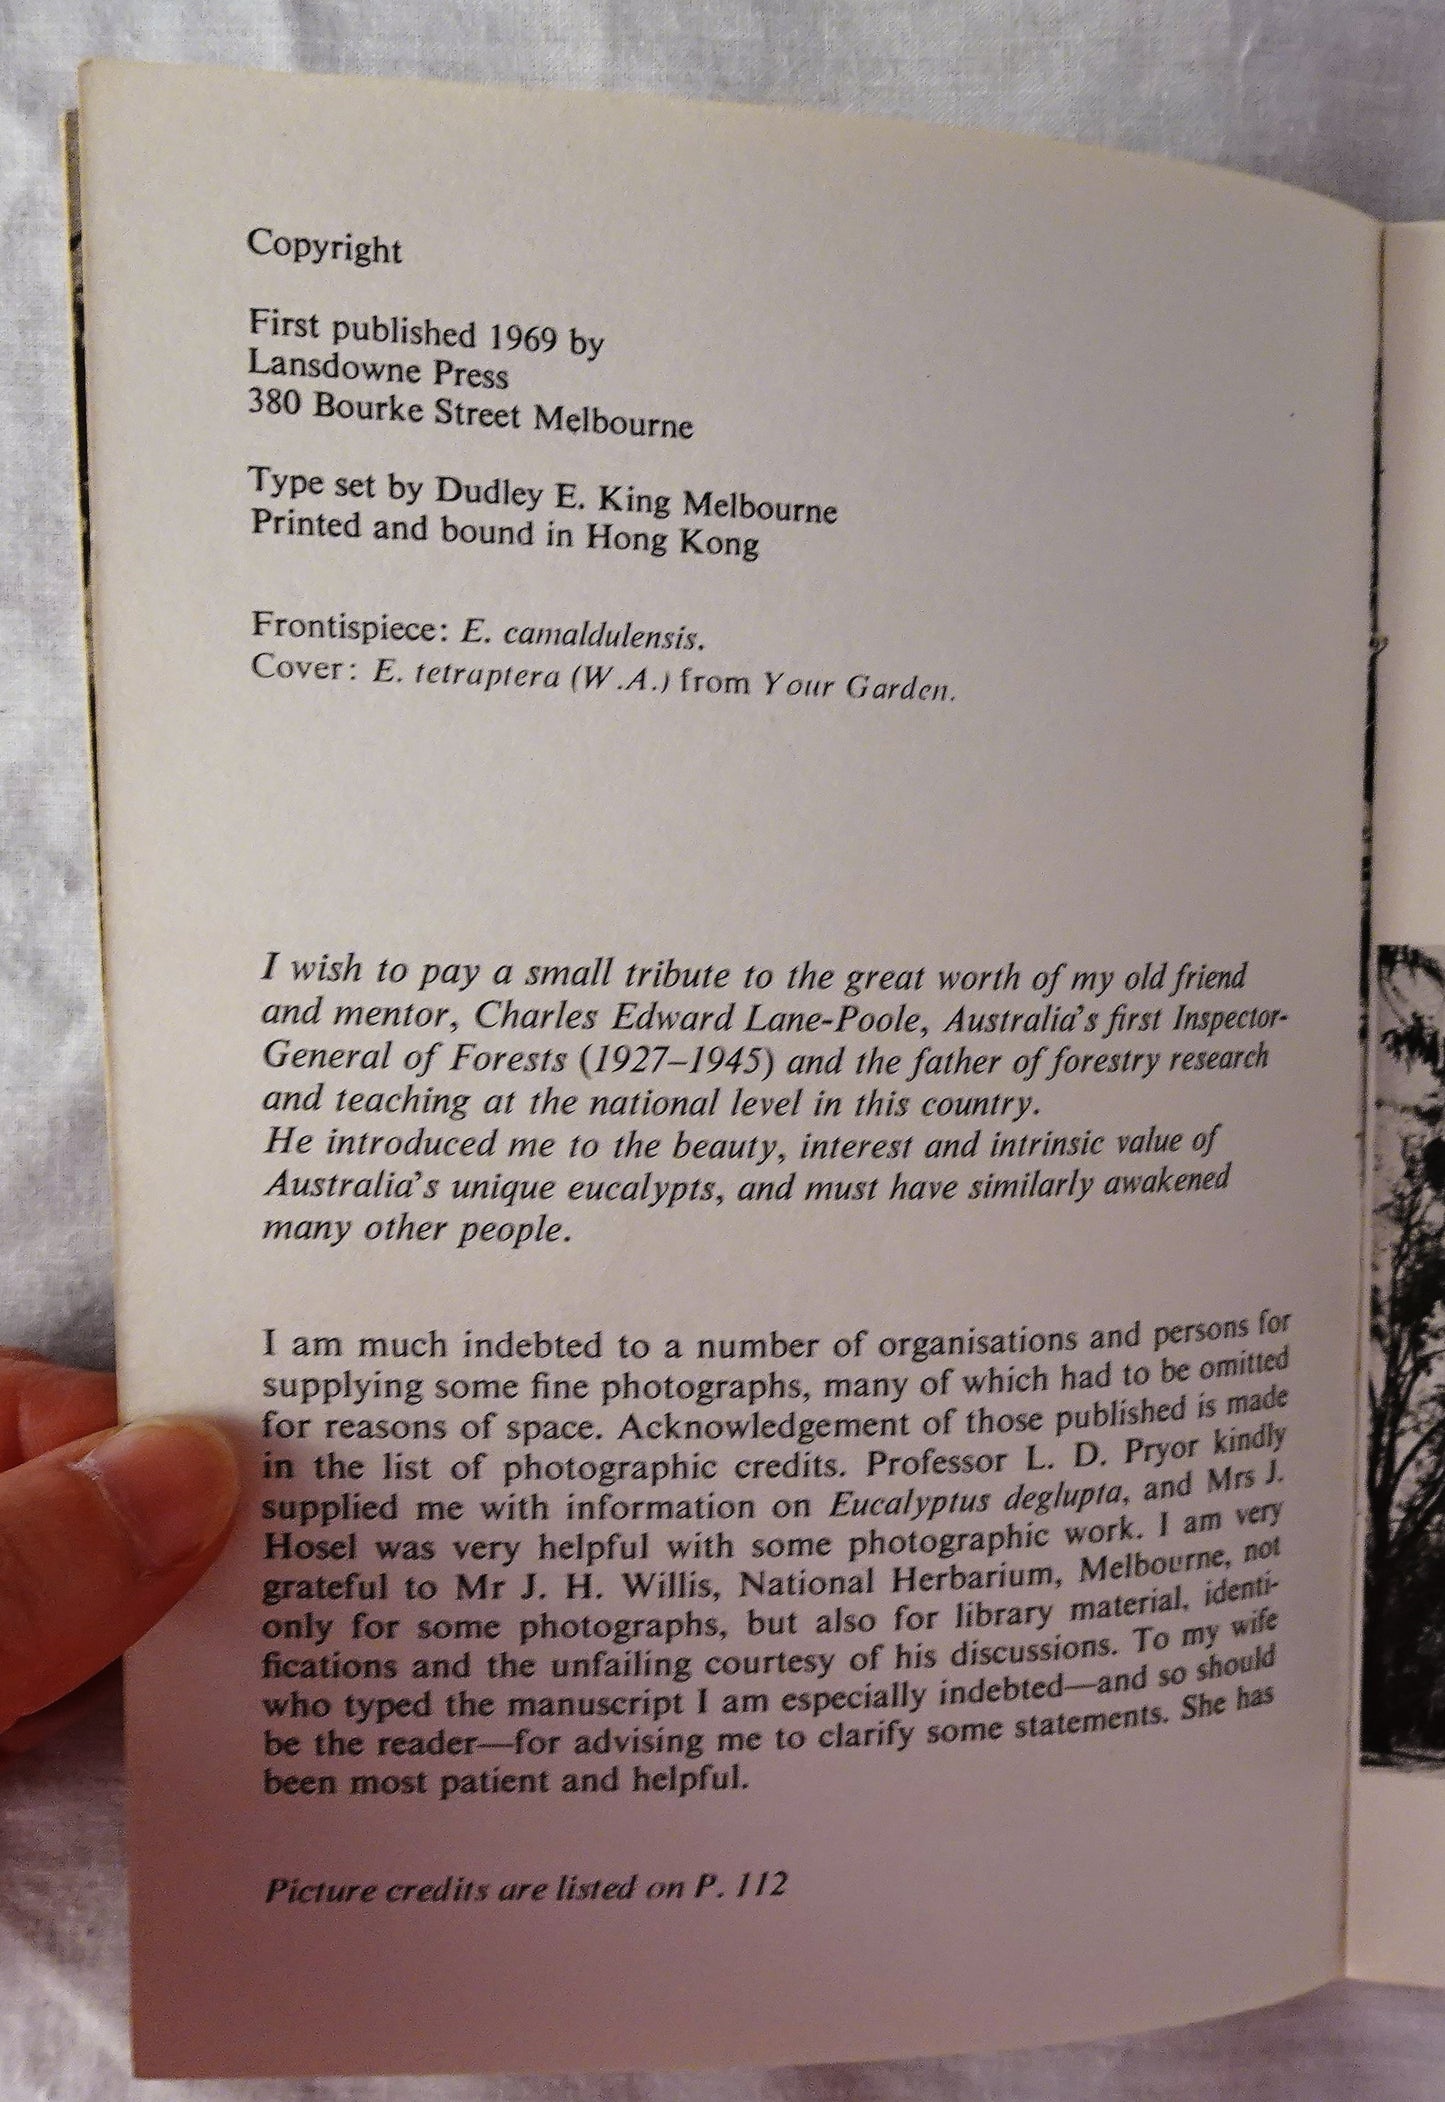 Copyright
First published 1969 by
Lansdowne Press
380 Bourke Street Melbourne
Type set by Dudley E. King Melbourne
Printed and bound in Hong Kong
Frontispiece: E. camaldulensis.
Cover: E. tetraptera (W.A.) from Your Garden.
I wish to pay a small tribute to the great worth of my old friend
and mentor, Charles Edward Lane-Poole, Australia's first Inspector-
General of Forests (1927–1945) and the father of forestry research
and teaching at the national level in this country.
He introduced me to the beauty, interest and intrinsic value of
Australia's unique eucalypts, and must have similarly awakened
many other people.
I am much indebted to a number of organisations and persons for
supplying some fine photographs, many of which had to be omitted
for reasons of space. Acknowledgement of those published is made
in the list of photographic credits. Professor L. D. Pryor kindly
supplied me with information on Eucalyptus deglupta, and Mrs J.
Hosel was very helpful with some photographic work. I am very
grateful to Mr J. H. Willis, National Herbarium, Melbourne, not
only for some photographs, but also for library material, identi-
fications and the unfailing courtesy of his discussions. To my wife
who typed the manuscript I am especially indebted—and so should
be the reader—for advising me to clarify some statements. She has
been most patient and helpful.
Picture credits are listed on P. 112